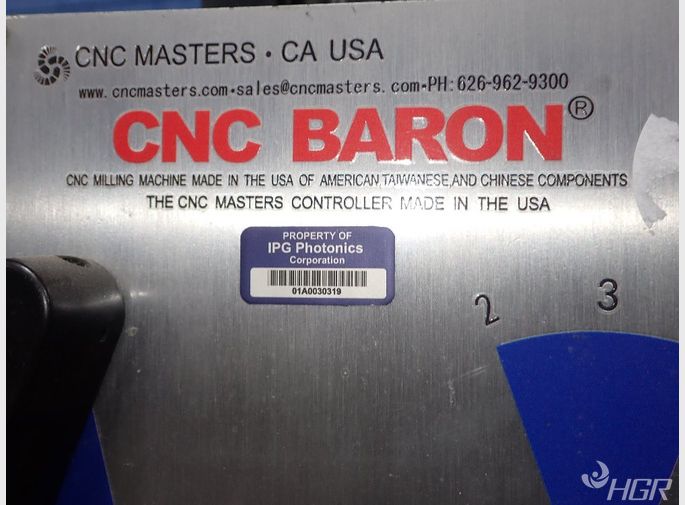 CNC MASTERS · CA USA
www.cncmasters.com·sales@cncmasters.com·PH:626-962-9300
CNC BARON®
CNC MILLING MACHINE MADE IN THE USA OF AMERICAN,TAIWANESE,AND CHINESE COMPONENTS
THE CNC MASTERS CONTROLLER MADE IN THE USA
PROPERTY OF
IPG Photonics
Corporation
01A0030319
2 3
HGR